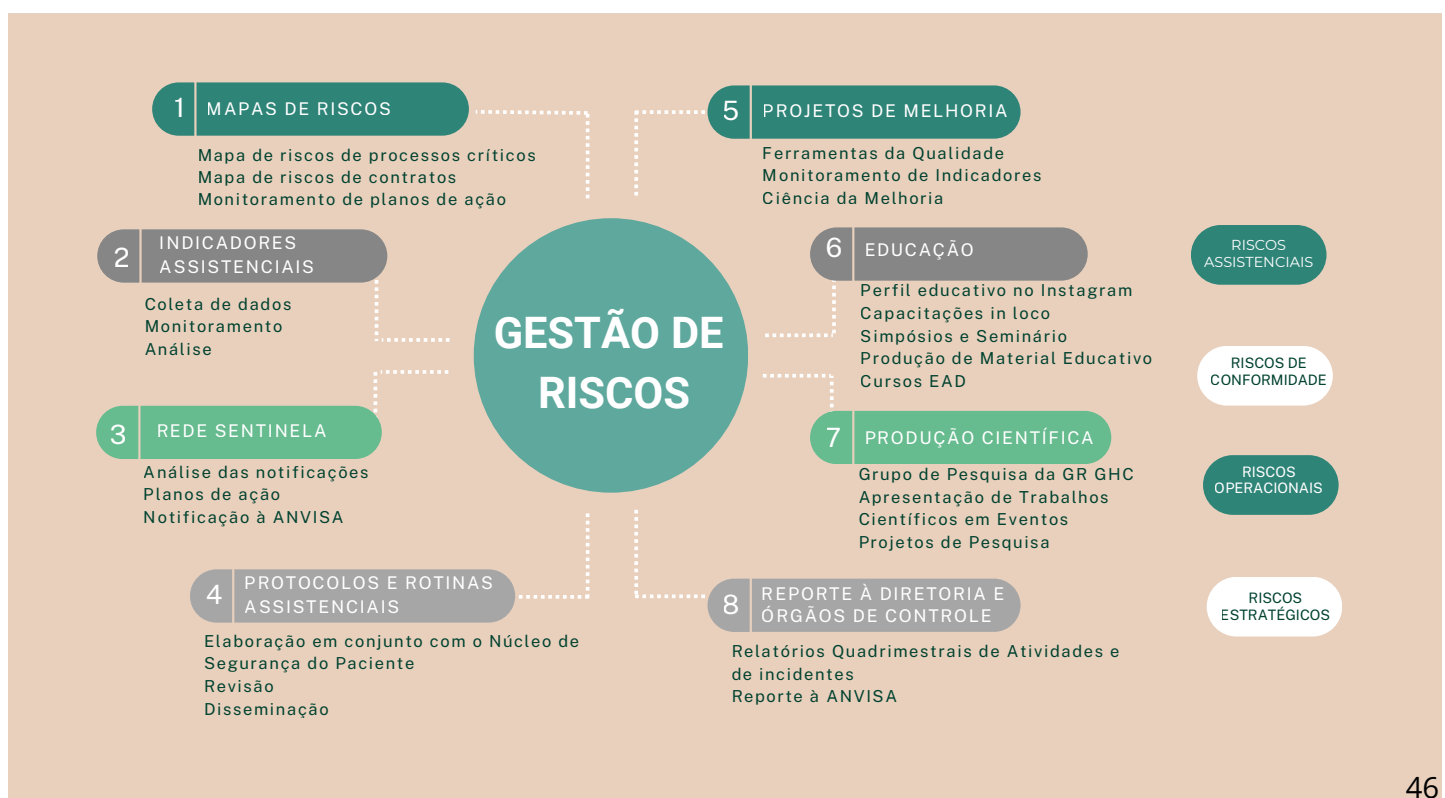 1 MAPAS DE RISCOS
Mapa de riscos de processos críticos
Mapa de riscos de contratos
Monitoramento de planos de ação
2 INDICADORES
ASSISTENCIAIS
Coleta de dados
Monitoramento
Análise
3 REDE SENTINELA
Análise das notificações
Planos de ação
Notificação à ANVISA
4 PROTOCOLOS E ROTINAS
ASSISTENCIAIS
Elaboração em conjunto com o Núcleo de
Segurança do Paciente
Revisão
Disseminação
GESTÃO DE
RISCOS
5 PROJETOS DE MELHORIA
Ferramentas da Qualidade
Monitoramento de Indicadores
Ciência da Melhoria
6 EDUCAÇÃO
Perfil educativo no Instagram
Capacitações in loco
Simpósios e Seminário
Produção de Material Educativo
Cursos EAD
7 PRODUÇÃO CIENTÍFICA
Grupo de Pesquisa da GR GHC
Apresentação de Trabalhos
Científicos em Eventos
Projetos de Pesquisa
8 REPORTE À DIRETORIA E
ÓRGÃOS DE CONTROLE
Relatórios Quadrimestrais de Atividades e
de incidentes
Reporte à ANVISA
RISCOS
ASSISTENCIAIS
RISCOS DE
CONFORMIDADE
RISCOS
OPERACIONAIS
RISCOS
ESTRATÉGICOS
46